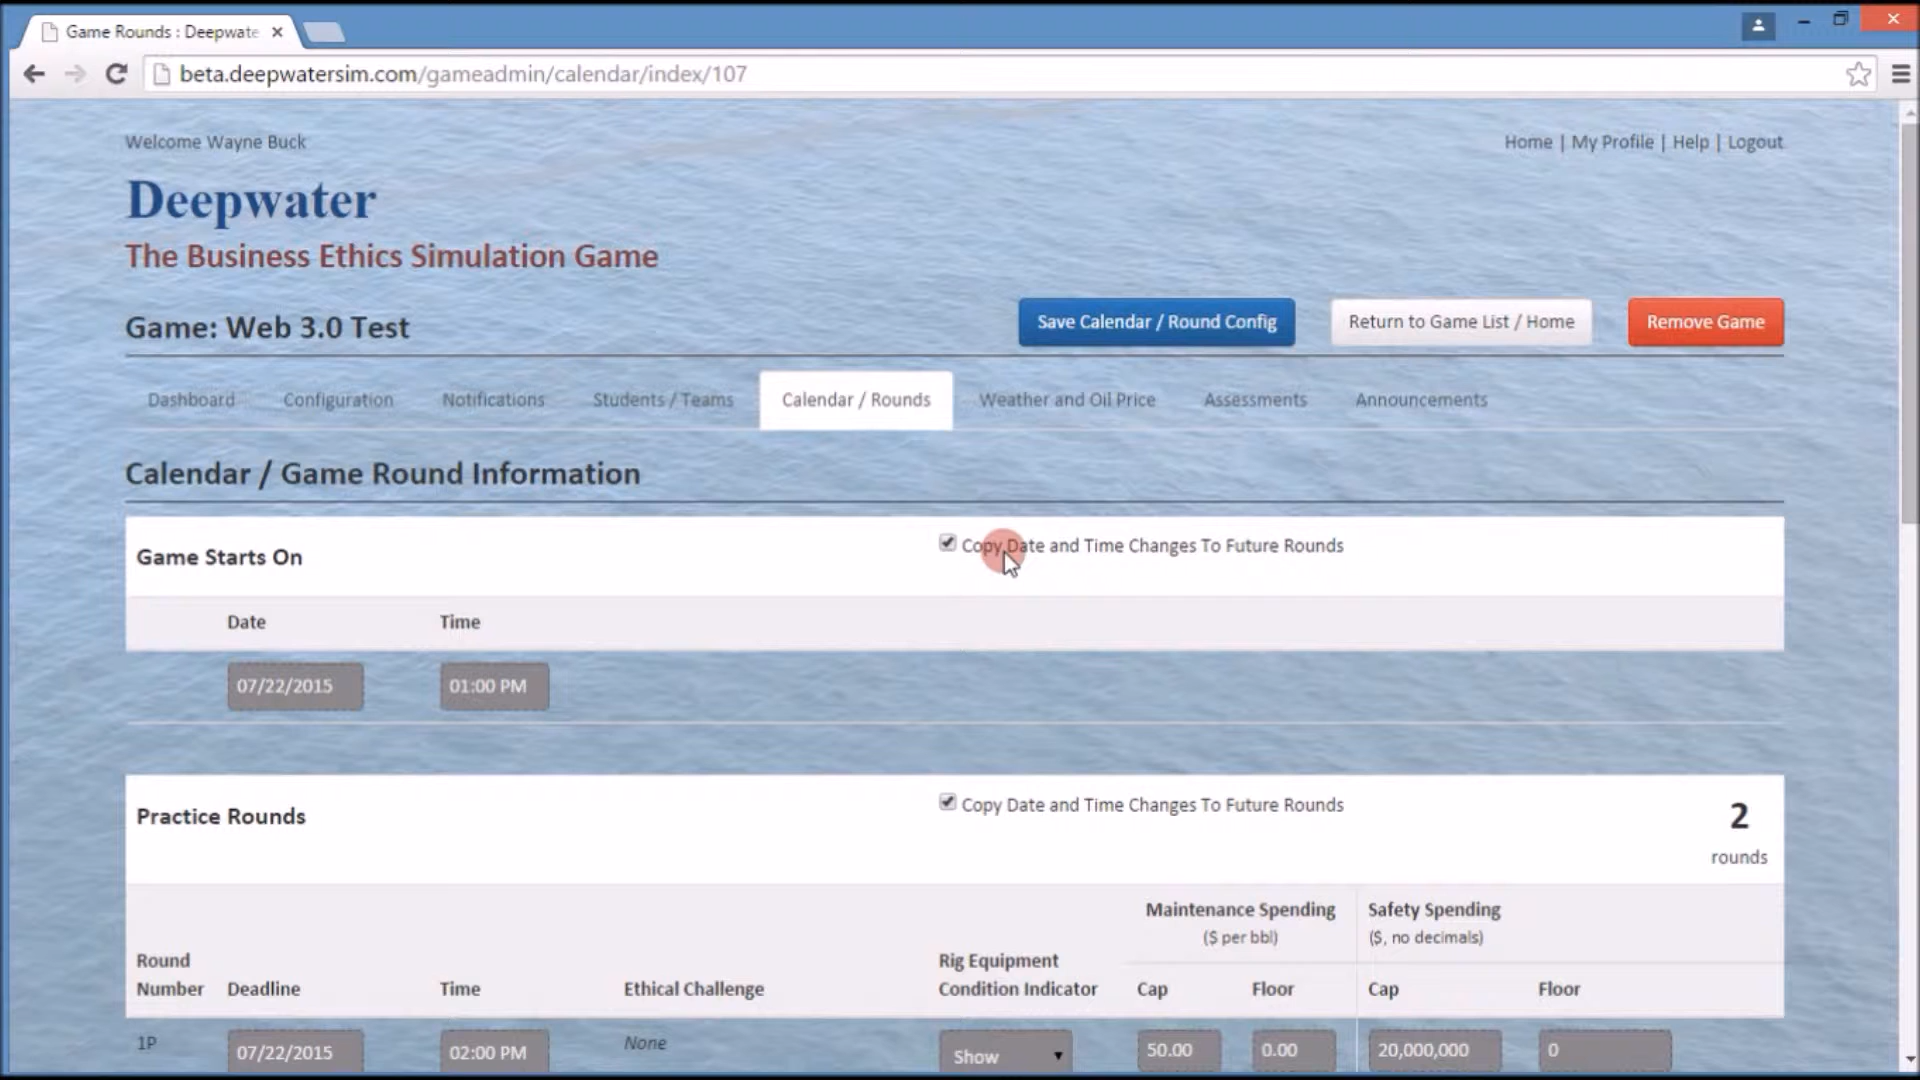 Game Rounds : Deepwate
beta.deepwatersim.com/gameadmin/calendar/index/107
Welcome Wayne Buck
Home | My Profile | Help | Logout
Deepwater
The Business Ethics Simulation Game
Game: Web 3.0 Test
Save Calendar / Round Config
Return to Game List / Home
Remove Game
Dashboard
Configuration
Notifications
Students / Teams
Calendar / Rounds
Weather and Oil Price
Assessments
Announcements
Calendar / Game Round Information
Game Starts On
Copy Date and Time Changes To Future Rounds
Date
Time
07/22/2015
01:00 PM
Practice Rounds
Copy Date and Time Changes To Future Rounds
2
rounds
Maintenance Spending
($ per bbl)
Safety Spending
($, no decimals)
Round
Number
Deadline
Time
Ethical Challenge
Rig Equipment
Condition Indicator
Cap
Floor
Cap
Floor
1P
07/22/2015
02:00 PM
None
Show
50.00
0.00
20,000,000
0